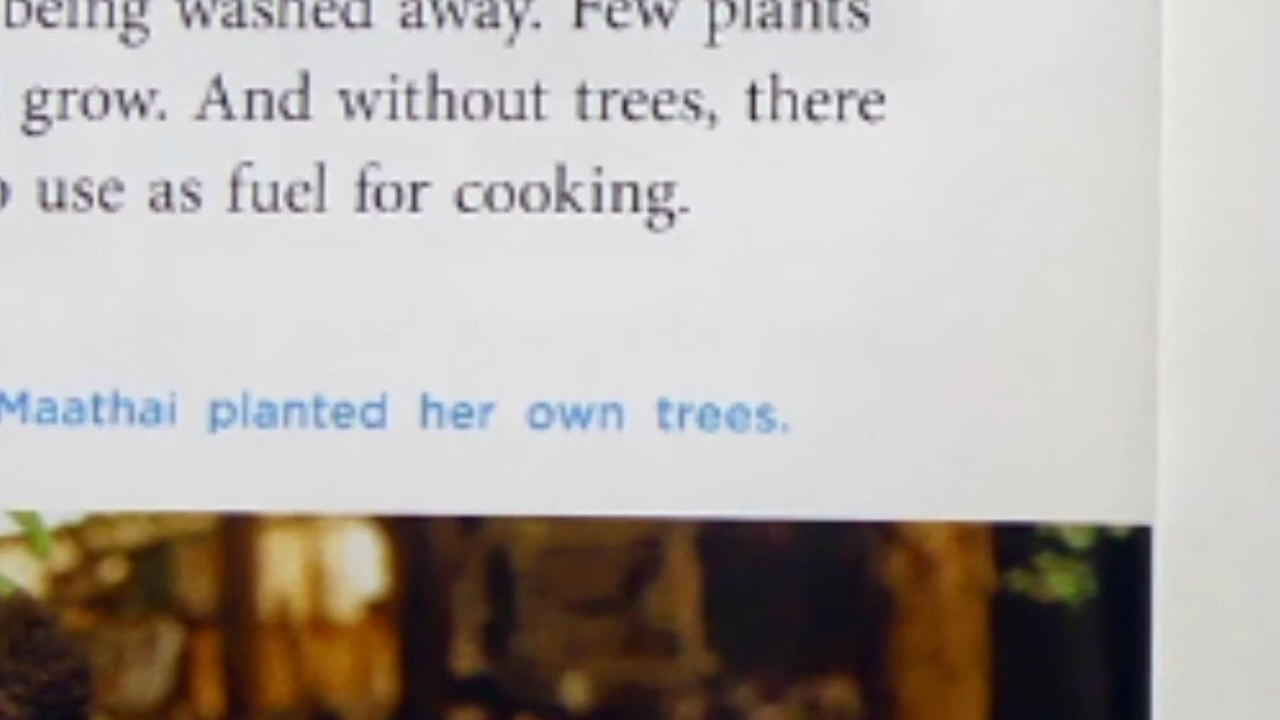 being washed away. Few plants
grow. And without trees, there
use as fuel for cooking.
Maathai planted her own trees.